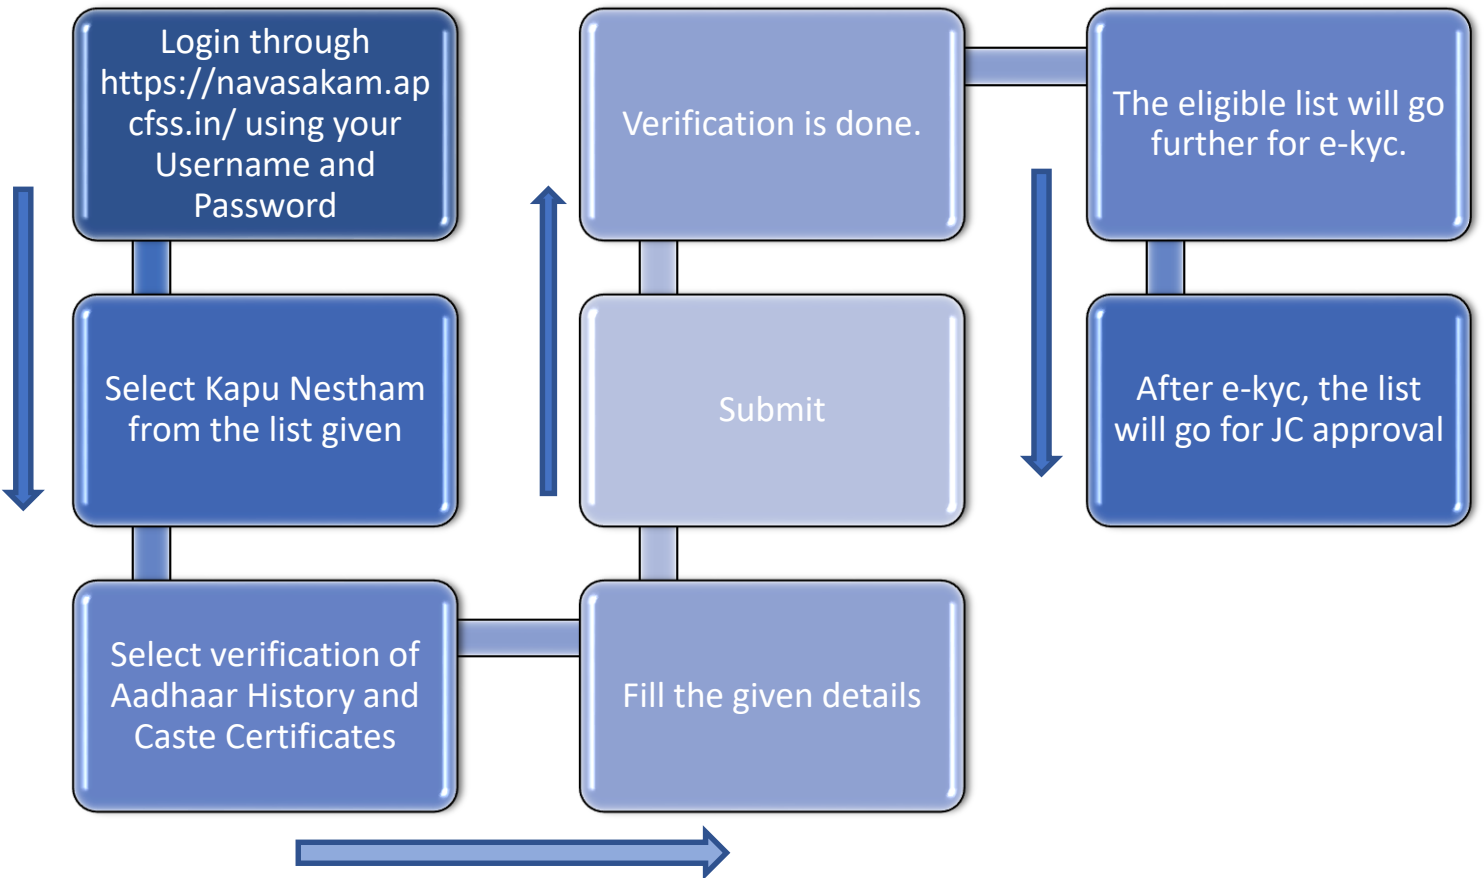 Login through
https://navasakam.ap
cfss.in/ using your
Username and
Password
Select Kapu Nestham
from the list given
Select verification of
Aadhaar History and
Caste Certificates
Fill the given details
Submit
Verification is done.
The eligible list will go
further for e-kyc.
After e-kyc, the list
will go for JC approval